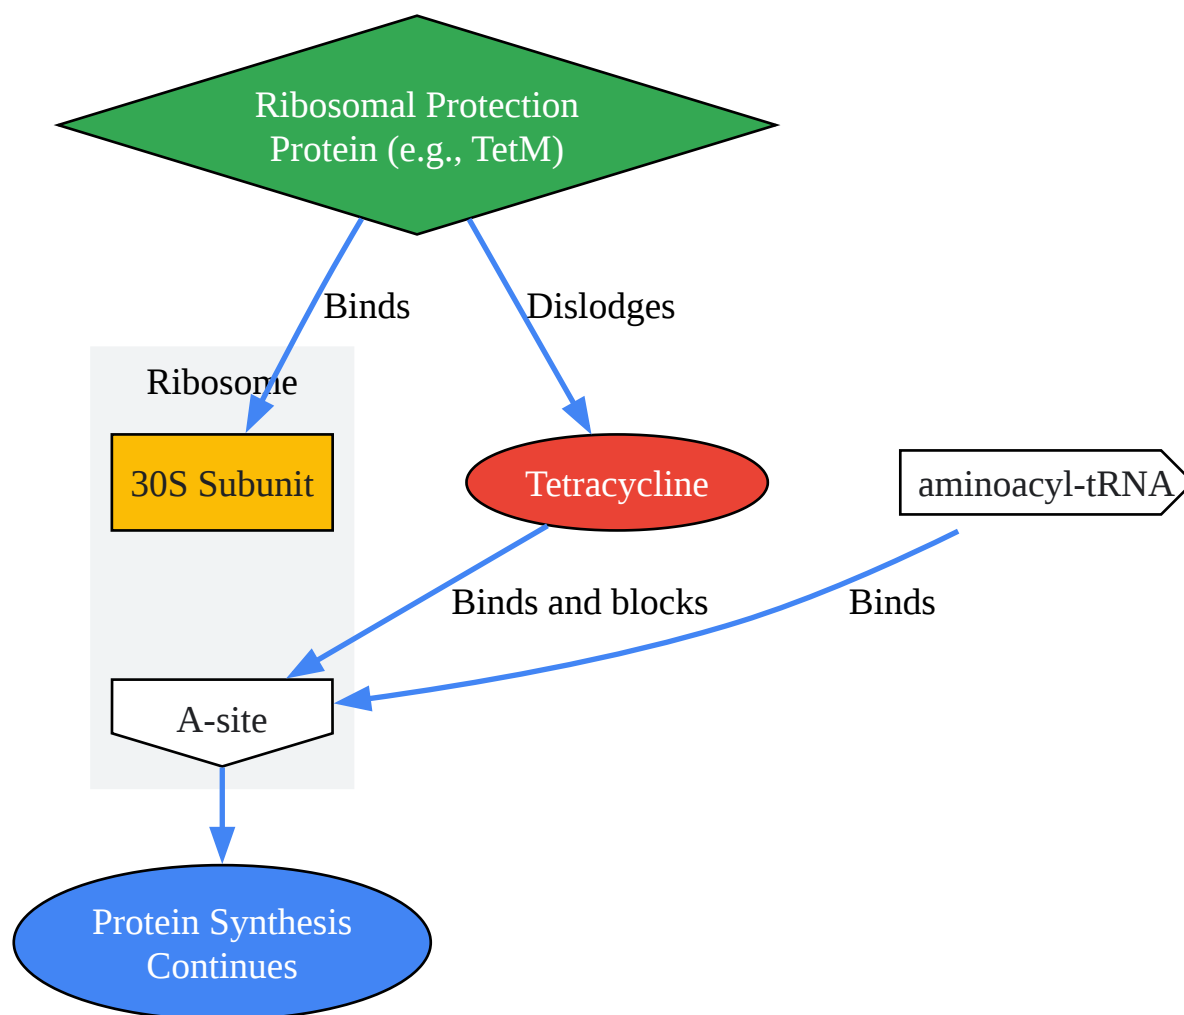 Ribosomal Protection
Protein (e.g., TetM)
Binds
Dislodges
Ribosome
30S Subunit
Tetracycline
aminoacyl-tRNA
Binds and blocks
Binds
A-site
Protein Synthesis
Continues